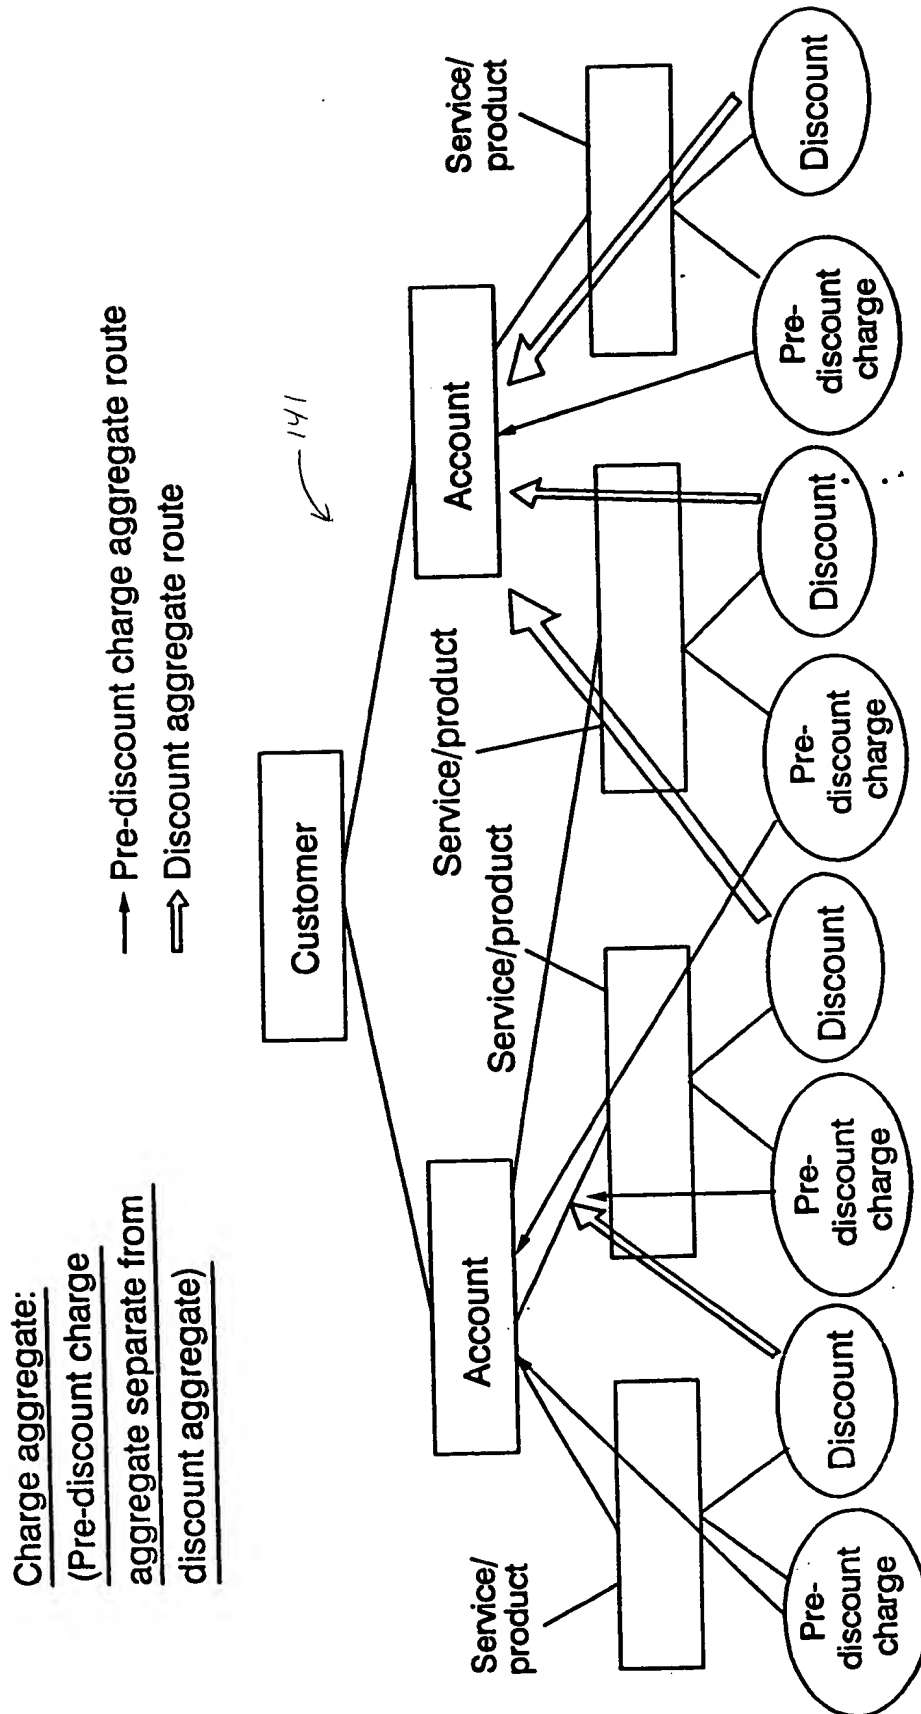 Charge aggregate:
(Pre-discount charge
aggregate separate from
discount aggregate)
Pre-discount charge aggregate route
Discount aggregate route
141
Customer
Account
Account
Service/
product
Service/product
Service/product
Service/
product
Pre-
discount
charge
Discount
Pre-
discount
charge
Discount
Pre-
discount
charge
Discount
Pre-
discount
charge
Discount